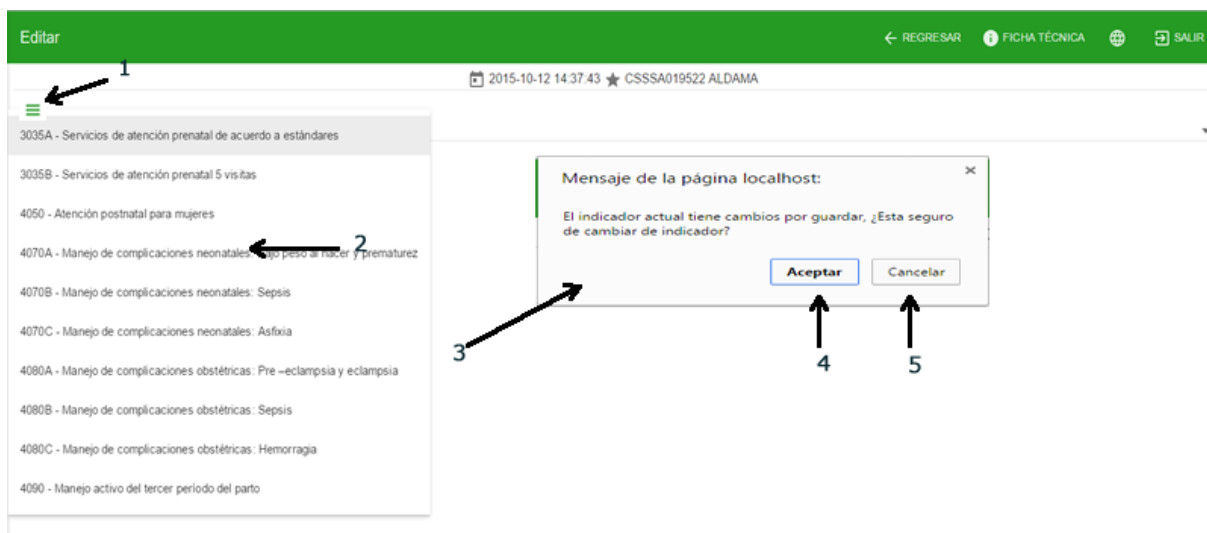 Editar
REGRESAR
FICHA TÉCNICA
SALIR
1
2015-10-12 14:37:43 CSSSA019522 ALDAMA
3035A - Servicios de atención prenatal de acuerdo a estándares
3035B - Servicios de atención prenatal 5 visitas
4050 - Atención postnatal para mujeres
4070A - Manejo de complicaciones neonatales: Bajo peso al nacer y prematurez
2
4070B - Manejo de complicaciones neonatales: Sepsis
4070C - Manejo de complicaciones neonatales: Asfixia
4080A - Manejo de complicaciones obstétricas: Pre –eclampsia y eclampsia
4080B - Manejo de complicaciones obstétricas: Sepsis
4080C - Manejo de complicaciones obstétricas: Hemorragia
4090 - Manejo activo del tercer período del parto
Mensaje de la página localhost:
×
El indicador actual tiene cambios por guardar, ¿Esta seguro
de cambiar de indicador?
Aceptar
Cancelar
3
4
5